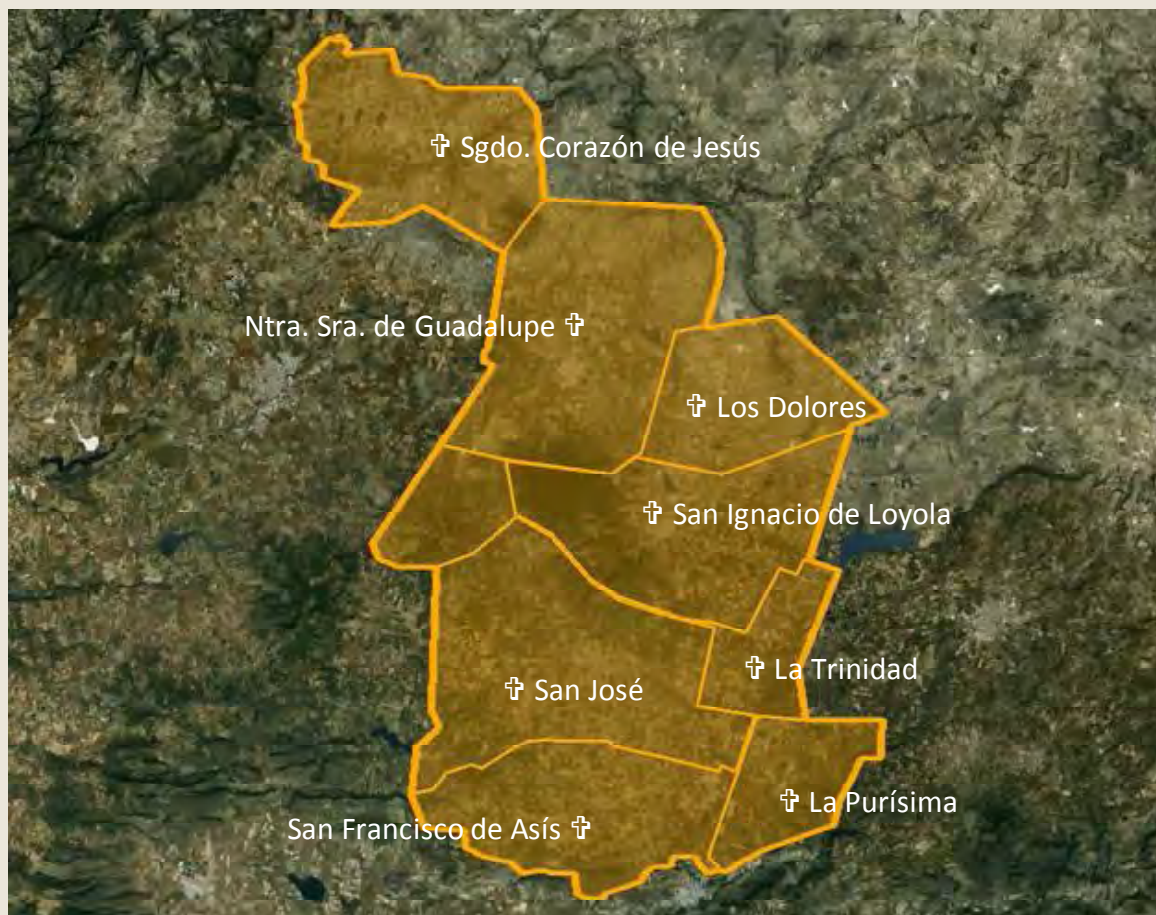 ✞ Sgdo. Corazón de Jesús
Ntra. Sra. de Guadalupe ✞
✞ Los Dolores
✞ San Ignacio de Loyola
✞ La Trinidad
✞ San José
✞ La Purísima
San Francisco de Asís ✞